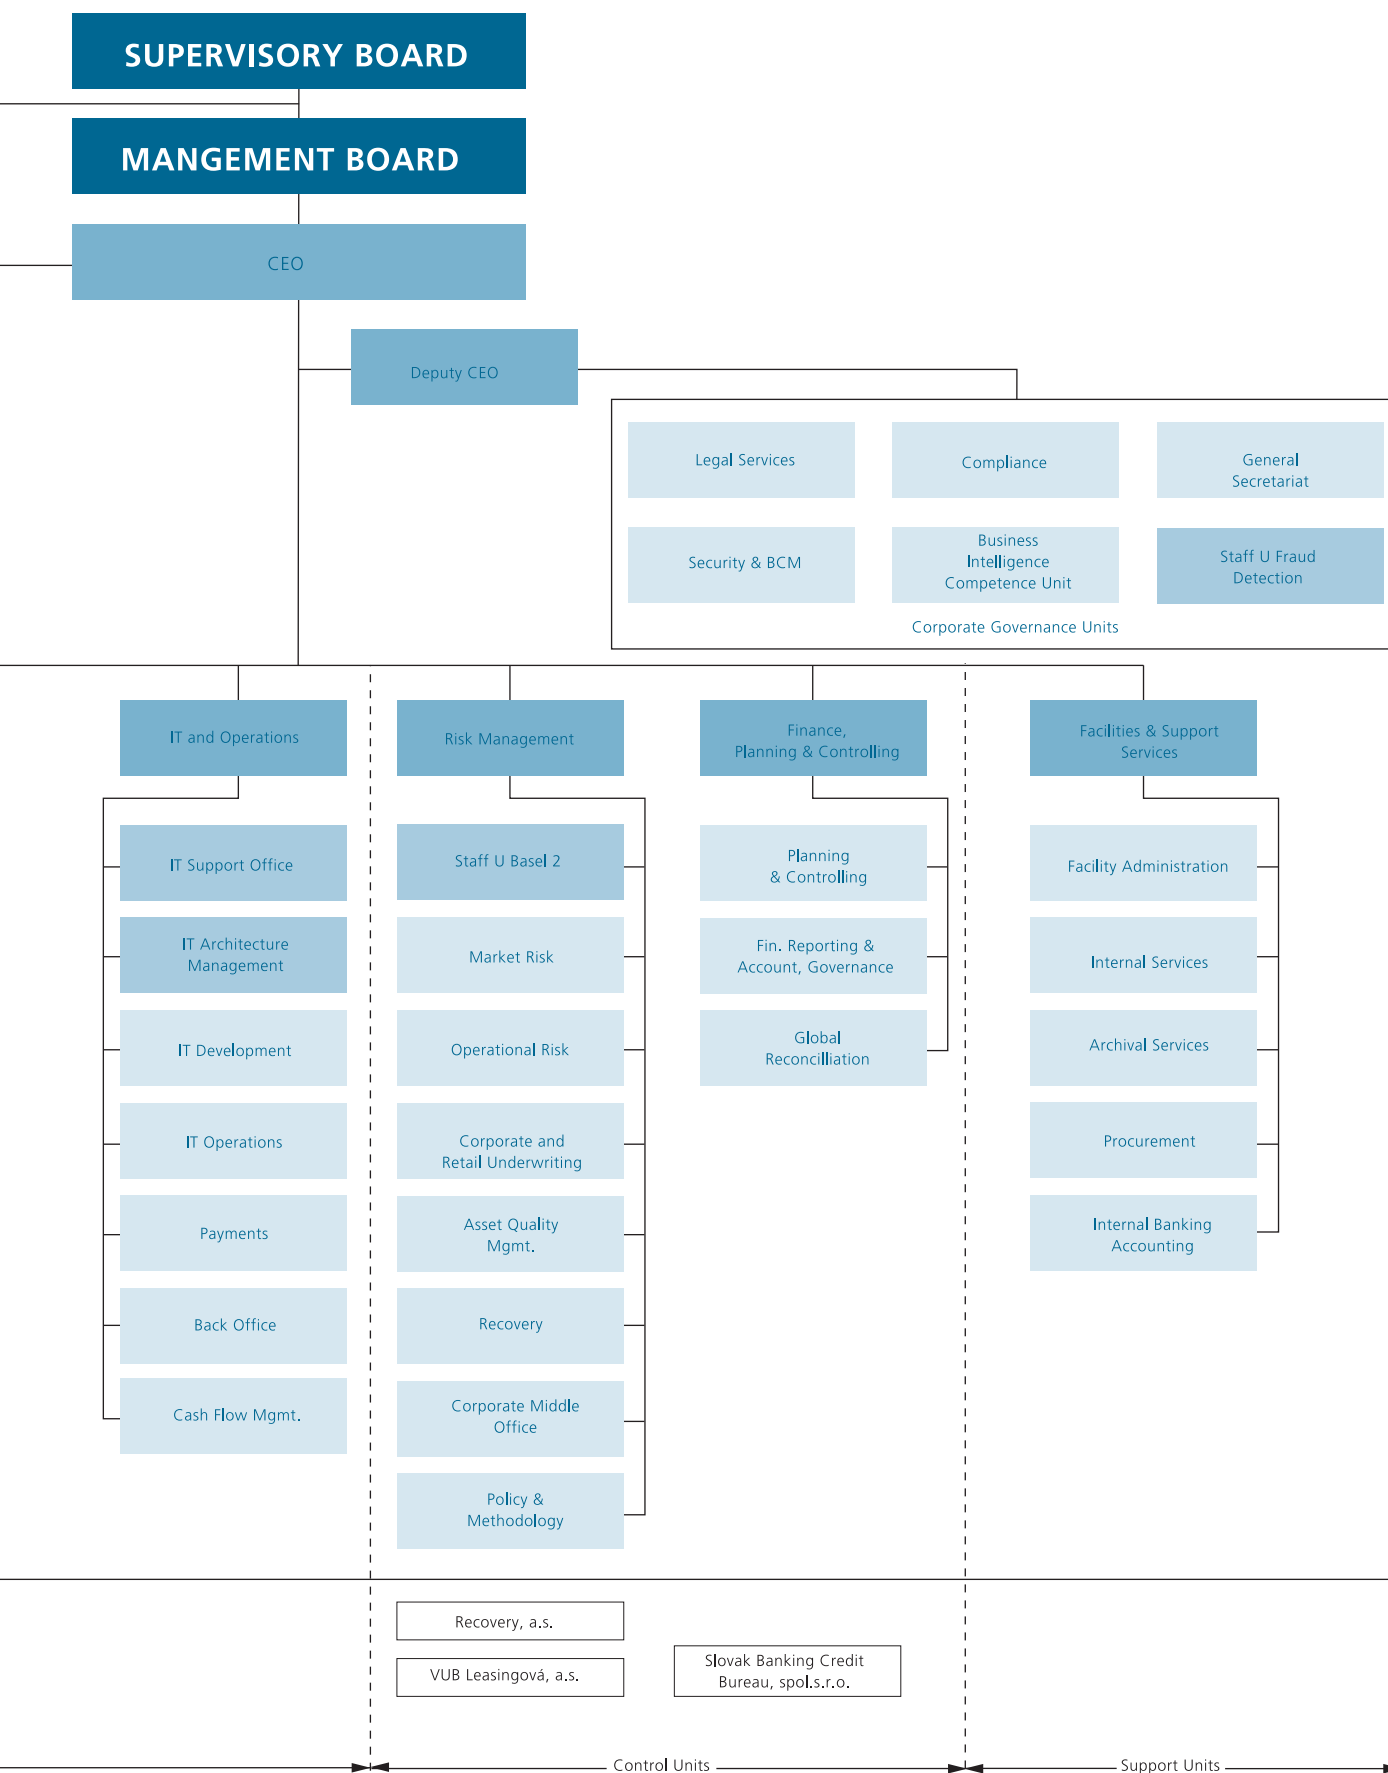 SUPERVISORY BOARD
MANGEMENT BOARD
CEO
Deputy CEO
Legal Services
Compliance
General
Secretariat
Security & BCM
Business
Intelligence
Competence Unit
Staff U Fraud
Detection
Corporate Governance Units
IT and Operations
IT Support Office
IT Architecture
Management
IT Development
IT Operations
Payments
Back Office
Cash Flow Mgmt.
Risk Management
Staff U Basel 2
Market Risk
Operational Risk
Corporate and
Retail Underwriting
Asset Quality
Mgmt.
Recovery
Corporate Middle
Office
Policy &
Methodology
Finance,
Planning & Controlling
Planning
& Controlling
Fin. Reporting &
Account, Governance
Global
Reconcilliation
Facilities & Support
Services
Facility Administration
Internal Services
Archival Services
Procurement
Internal Banking
Accounting
Recovery, a.s.
VUB Leasingová, a.s.
Slovak Banking Credit
Bureau, spol.s.r.o.
Control Units
Support Units